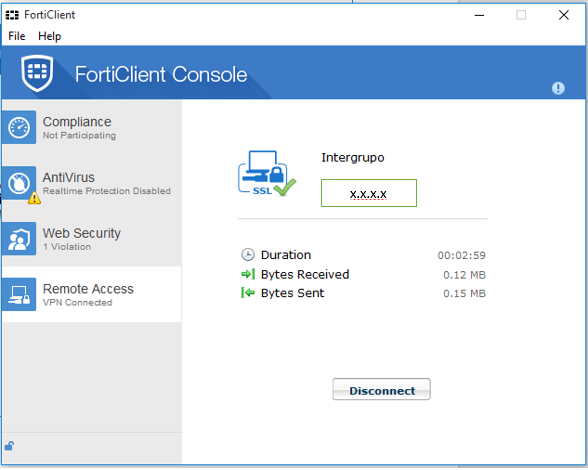 FortiClient
File Help
FortiClient Console
Compliance
Not Participating
AntiVirus
Realtime Protection Disabled
Web Security
1 Violation
Remote Access
VPN Connected
SSL
Intergrupo
x.x.x.x
Duration 00:02:59
Bytes Received 0.12 MB
Bytes Sent 0.15 MB
Disconnect